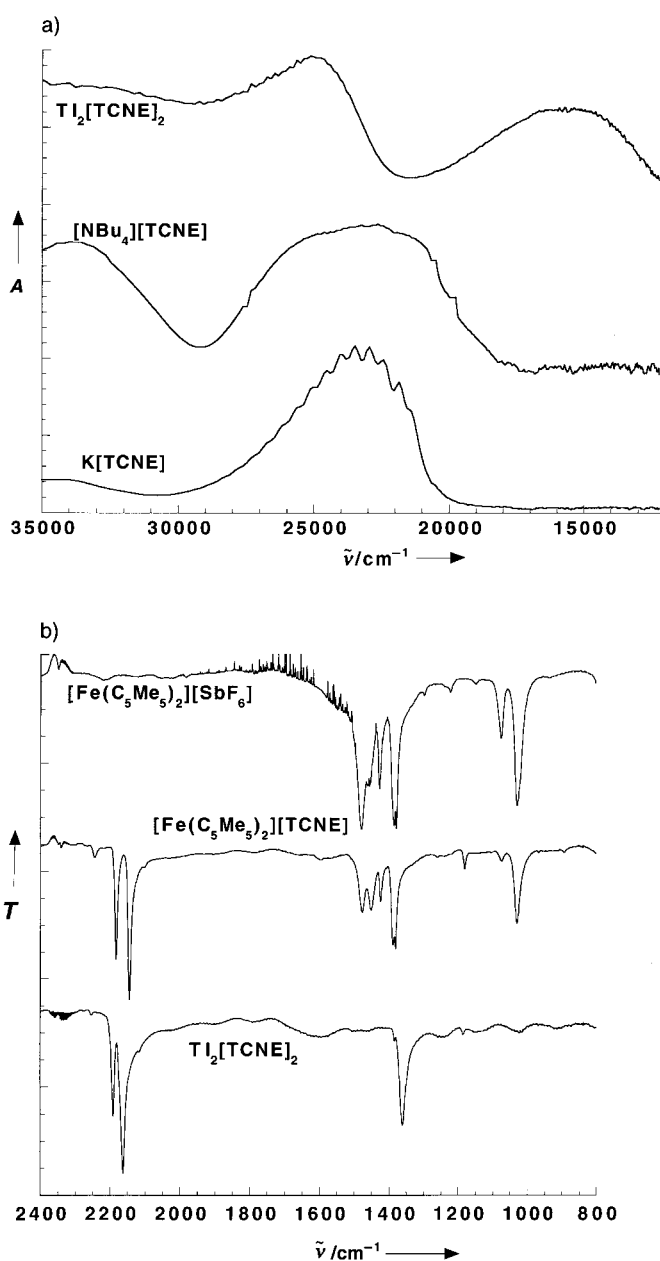 a)
Tl₂[TCNE]₂
[NBu₄][TCNE]
A
K[TCNE]
35000 30000 25000 20000 15000
ν̃/cm⁻¹
b)
[Fe(C₅Me₅)₂][SbF₆]
[Fe(C₅Me₅)₂][TCNE]
T
Tl₂[TCNE]₂
2400 2200 2000 1800 1600 1400 1200 1000 800
ν̃/cm⁻¹